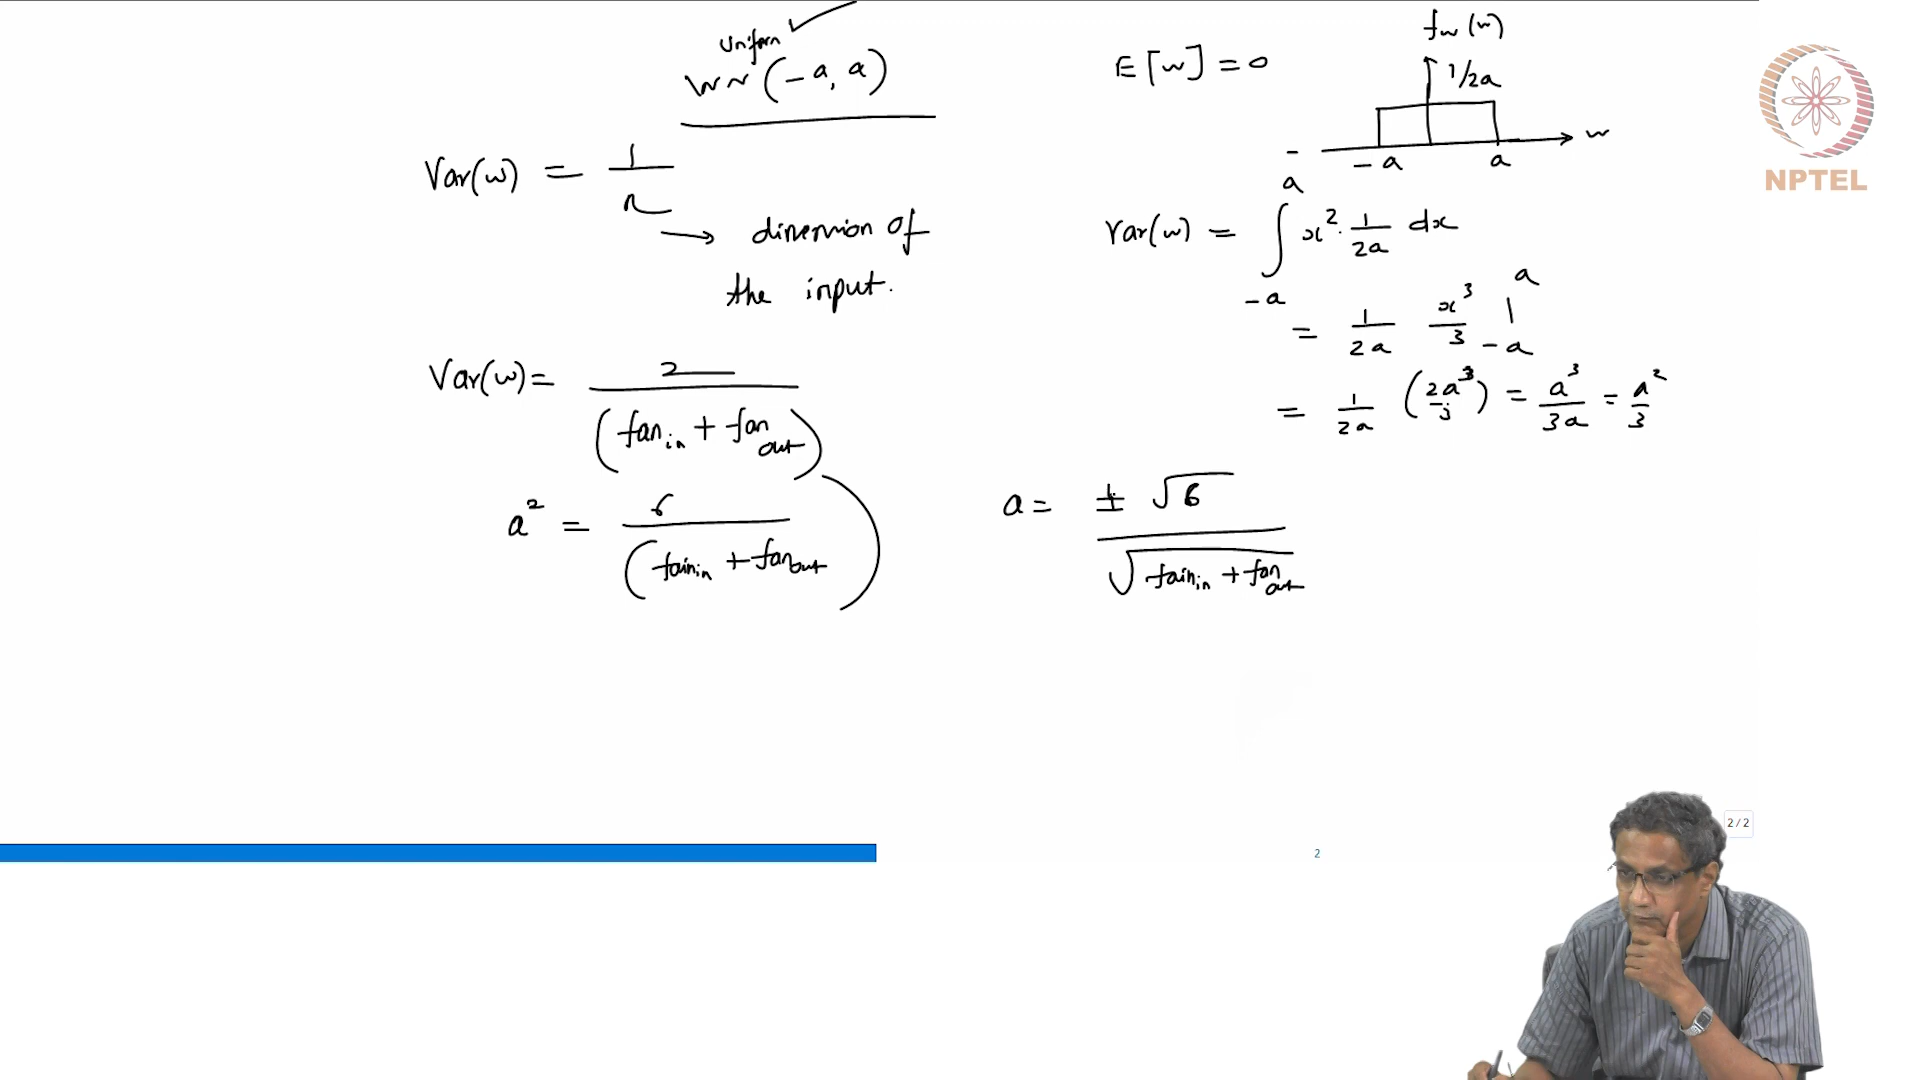 Uniform
W ~ (-a, a)
Var(w) = 1/n
→ dimension of
the input.
Var(w) = 2/(fan_in + fan_out)
a² = 6/(fain_in + fan_out)
E[w] = 0
f_w(w)
1/2a
w
-a a
-
a
Var(w) = ∫ x² · 1/2a dx
-a
a
= 1/2a x³/3 |
-a
= 1/2a (2a³/3) = a³/3a = a²/3
a = ± √6/√(fain_in + fan_out)
NPTEL
2 / 2
2